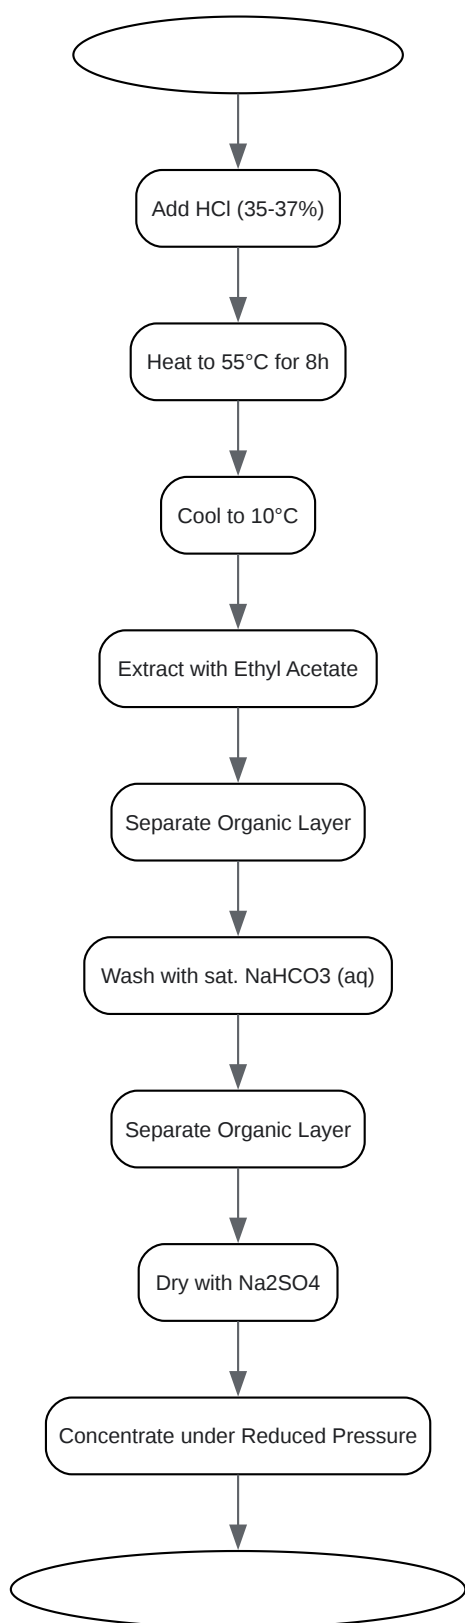 Add HCl (35-37%)
Heat to 55°C for 8h
Cool to 10°C
Extract with Ethyl Acetate
Separate Organic Layer
Wash with sat. NaHCO3 (aq)
Separate Organic Layer
Dry with Na2SO4
Concentrate under Reduced Pressure